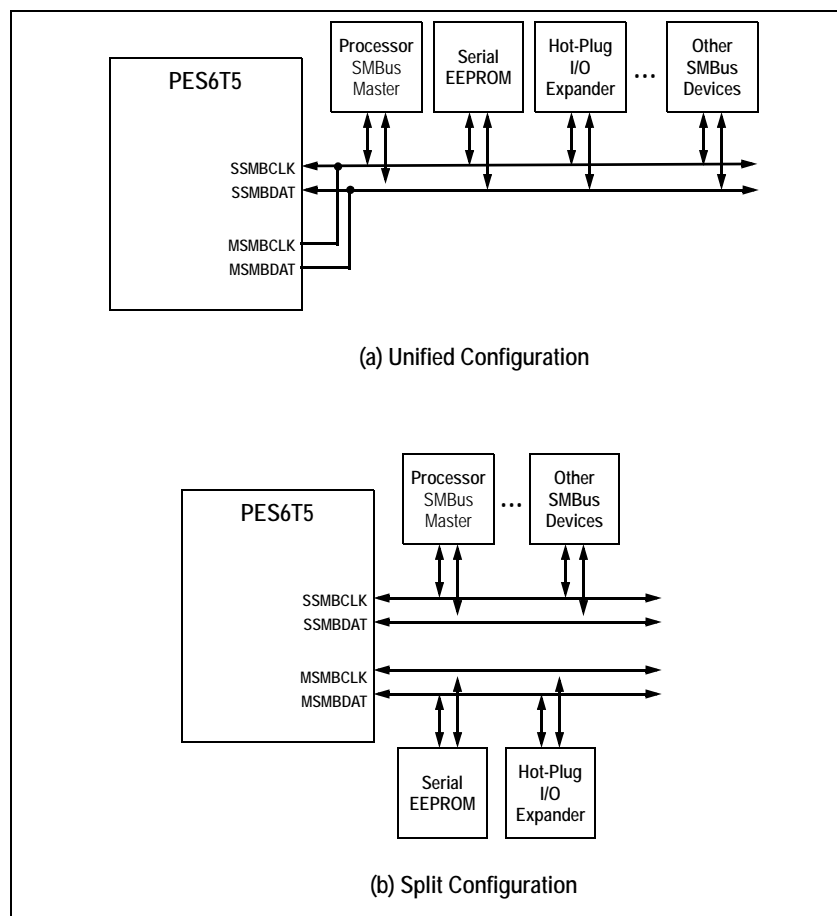 Processor
SMBus
Master
Serial
EEPROM
Hot-Plug
I/O
Expander
...
Other
SMBus
Devices
PES6T5
SSMBCLK
SSMBDAT
MSMBCLK
MSMBDAT
(a) Unified Configuration
Processor
SMBus
Master
...
Other
SMBus
Devices
PES6T5
SSMBCLK
SSMBDAT
MSMBCLK
MSMBDAT
Serial
EEPROM
Hot-Plug
I/O
Expander
(b) Split Configuration